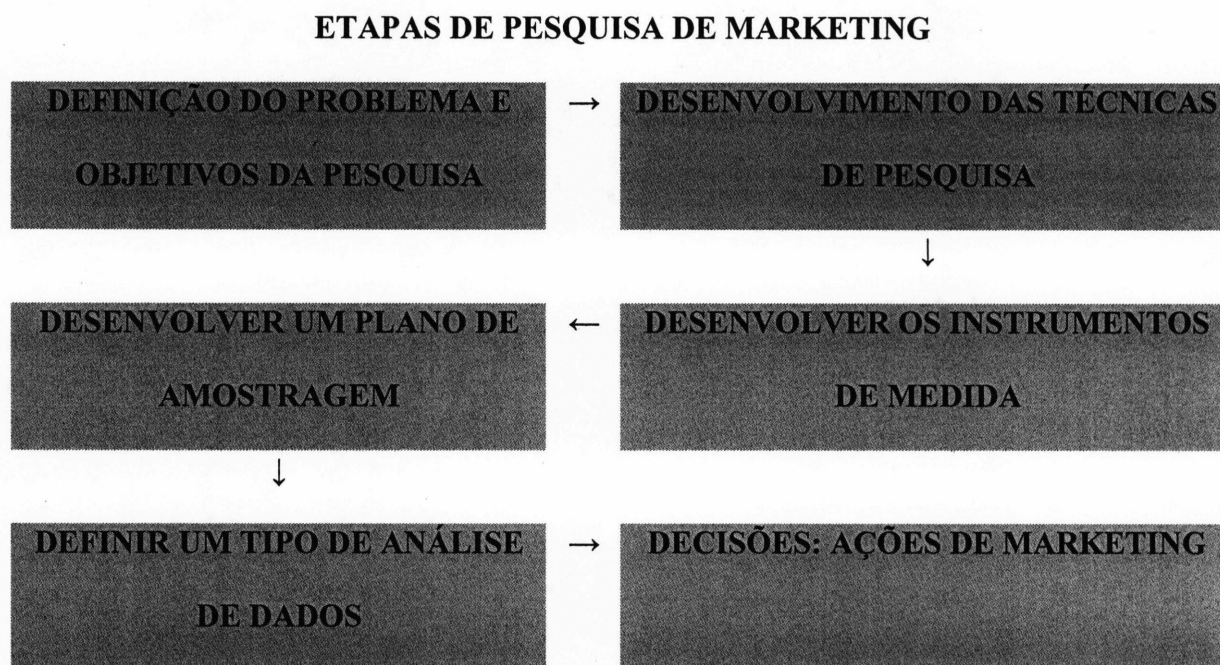 ETAPAS DE PESQUISA DE MARKETING
DEFINIÇÃO DO PROBLEMA E
OBJETIVOS DA PESQUISA
→
DESENVOLVIMENTO DAS TÉCNICAS
DE PESQUISA
↓
DESENVOLVER OS INSTRUMENTOS
DE MEDIDA
←
DESENVOLVER UM PLANO DE
AMOSTRAGEM
↓
DEFINIR UM TIPO DE ANÁLISE
DE DADOS
→
DECISÕES: AÇÕES DE MARKETING